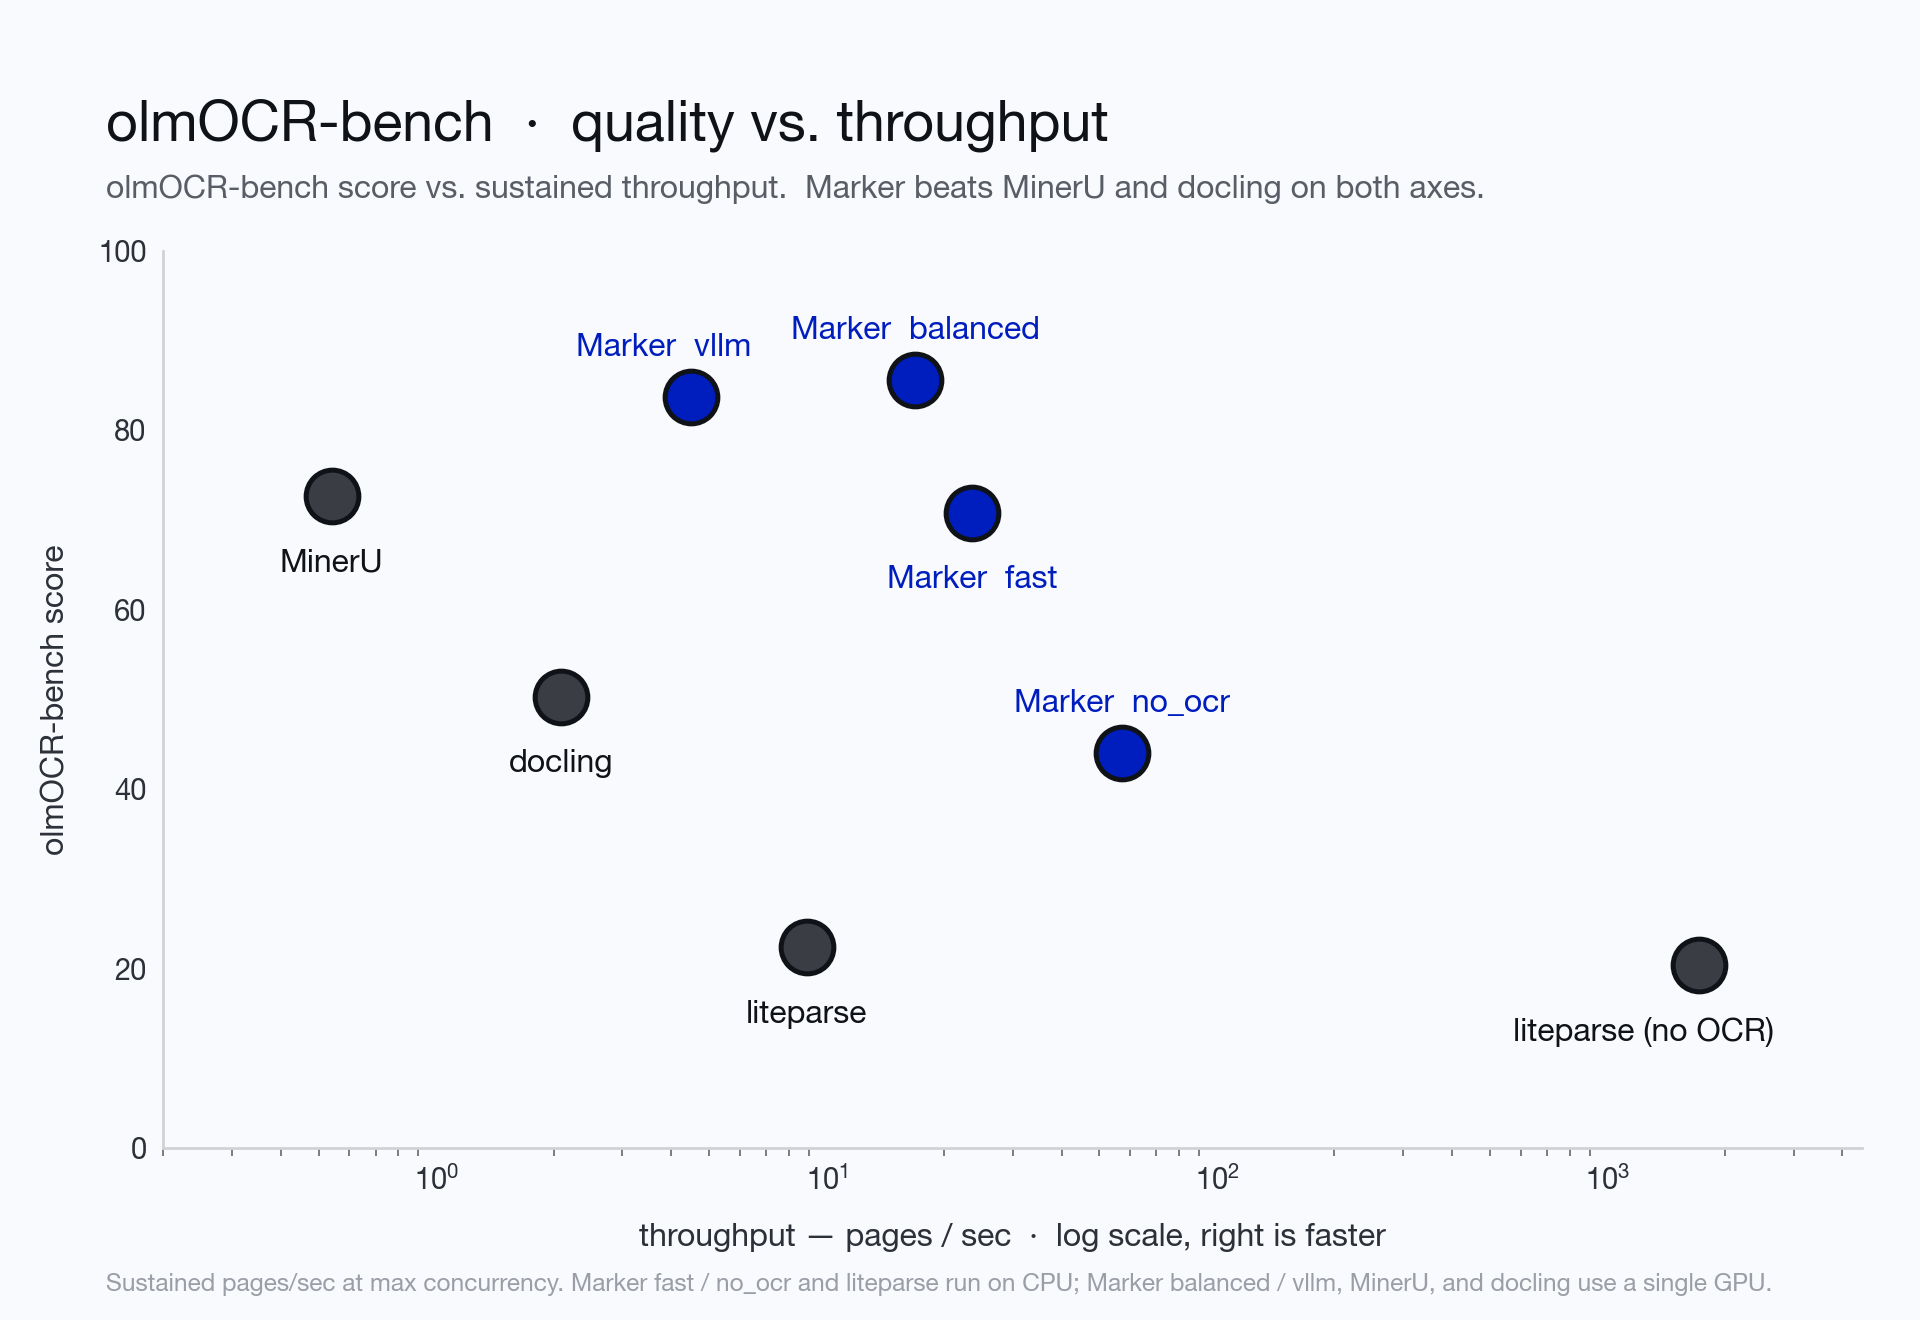 olmOCR-bench · quality vs. throughput
olmOCR-bench score vs. sustained throughput. Marker beats MinerU and docling on both axes.
100
80
60
40
20
0
olmOCR-bench score
Marker vllm
Marker balanced
MinerU
Marker fast
docling
Marker no_ocr
liteparse
liteparse (no OCR)
10⁰
10¹
10²
10³
throughput — pages / sec · log scale, right is faster
Sustained pages/sec at max concurrency. Marker fast / no_ocr and liteparse run on CPU; Marker balanced / vllm, MinerU, and docling use a single GPU.